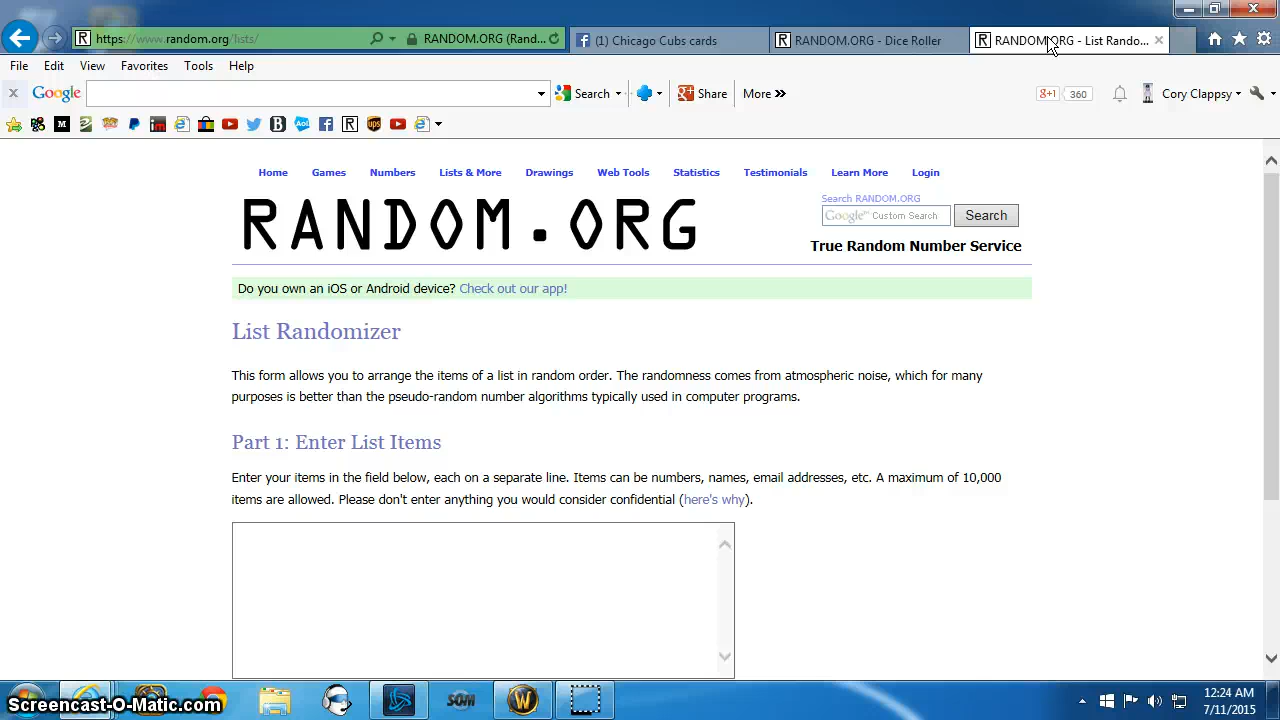 https://www.random.org/lists/
RANDOM.ORG (Rand...
(1) Chicago Cubs cards
RANDOM.ORG - Dice Roller
RANDOM.ORG - List Rando...
File Edit View Favorites Tools Help
Google
Search
Share
More »
g+1 360
Cory Clappsy
Home Games Numbers Lists & More Drawings Web Tools Statistics Testimonials Learn More Login
RANDOM.ORG
Search RANDOM.ORG
Google™ Custom Search
Search
True Random Number Service
Do you own an iOS or Android device? Check out our app!
List Randomizer
This form allows you to arrange the items of a list in random order. The randomness comes from atmospheric noise, which for many
purposes is better than the pseudo-random number algorithms typically used in computer programs.
Part 1: Enter List Items
Enter your items in the field below, each on a separate line. Items can be numbers, names, email addresses, etc. A maximum of 10,000
items are allowed. Please don't enter anything you would consider confidential (here's why).
Screencast-O-Matic.com
12:24 AM
7/11/2015